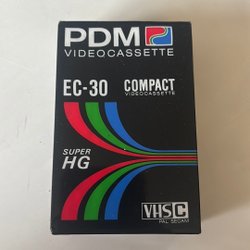 PDM
VIDEOCASSETTE
EC-30 COMPACT
VIDEOCASSETTE
SUPER
HG
VHS C
PAL SECAM